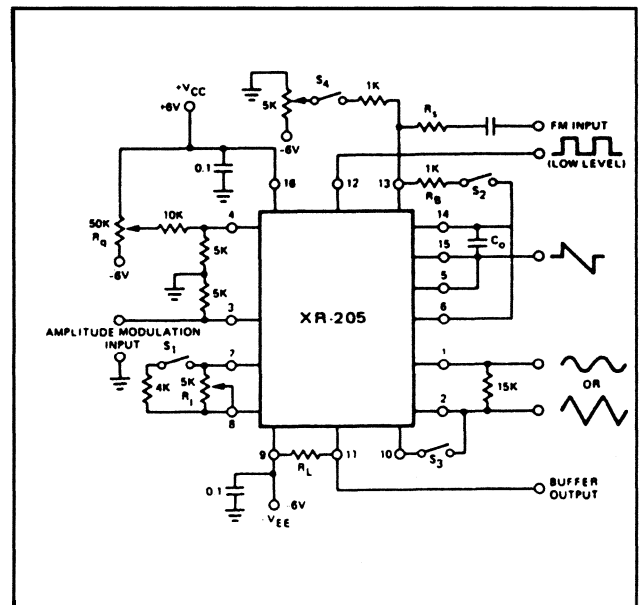 +VCC
+6V
S4
5K
1K
-6V
Rs
FM INPUT
(LOW LEVEL)
0.1
16
12
13
1K
RB
S2
50K
Rq
10K
4
14
Co
15
5K
-6V
5
5K
6
XR-205
3
AMPLITUDE MODULATION
INPUT
S1
7
1
4K
5K
R1
15K
OR
8
2
9
RL
11
10
S3
0.1
-6V
VEE
BUFFER
OUTPUT